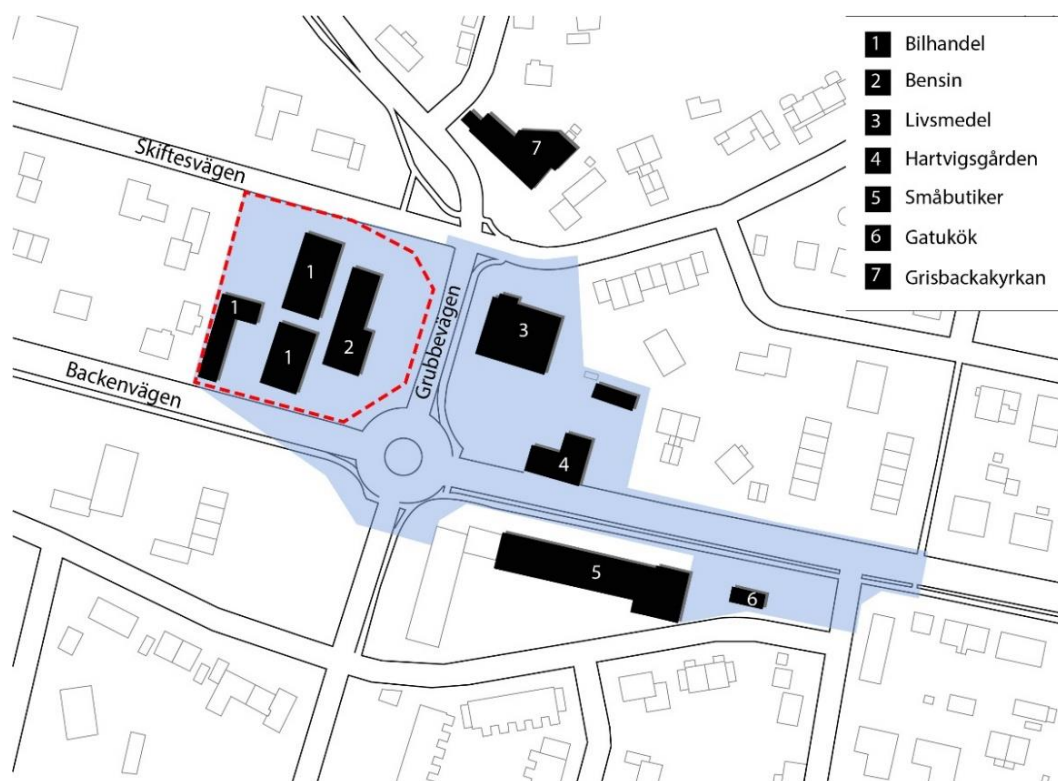 1 Bilhandel
2 Bensin
3 Livsmedel
4 Hartvigsgården
5 Småbutiker
6 Gatukök
7 Grisbackakyrkan
7
Skiftesvägen
1
1
3
1
2
Grubbevägen
Backenvägen
4
5
6